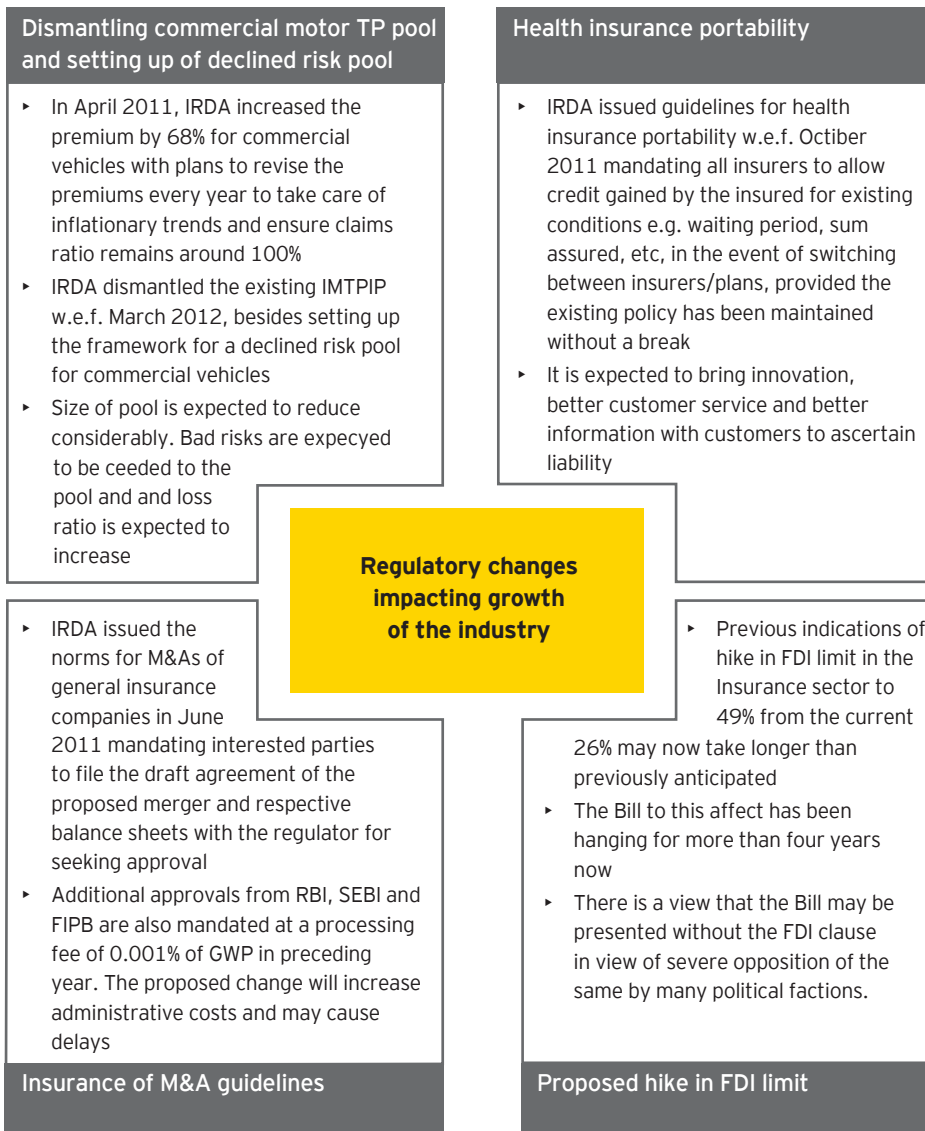 Dismantling commercial motor TP pool
and setting up of declined risk pool
▸ In April 2011, IRDA increased the
premium by 68% for commercial
vehicles with plans to revise the
premiums every year to take care of
inflationary trends and ensure claims
ratio remains around 100%
▸ IRDA dismantled the existing IMTPIP
w.e.f. March 2012, besides setting up
the framework for a declined risk pool
for commercial vehicles
▸ Size of pool is expected to reduce
considerably. Bad risks are expecyed
to be ceeded to the
pool and and loss
ratio is expected to
increase
Health insurance portability
▸ IRDA issued guidelines for health
insurance portability w.e.f. Octiber
2011 mandating all insurers to allow
credit gained by the insured for existing
conditions e.g. waiting period, sum
assured, etc, in the event of switching
between insurers/plans, provided the
existing policy has been maintained
without a break
▸ It is expected to bring innovation,
better customer service and better
information with customers to ascertain
liability
Regulatory changes
impacting growth
of the industry
▸ IRDA issued the
norms for M&As of
general insurance
companies in June
2011 mandating interested parties
to file the draft agreement of the
proposed merger and respective
balance sheets with the regulator for
seeking approval
▸ Additional approvals from RBI, SEBI and
FIPB are also mandated at a processing
fee of 0.001% of GWP in preceding
year. The proposed change will increase
administrative costs and may cause
delays
Insurance of M&A guidelines
▸ Previous indications of
hike in FDI limit in the
Insurance sector to
49% from the current
26% may now take longer than
previously anticipated
▸ The Bill to this affect has been
hanging for more than four years
now
▸ There is a view that the Bill may be
presented without the FDI clause
in view of severe opposition of the
same by many political factions.
Proposed hike in FDI limit